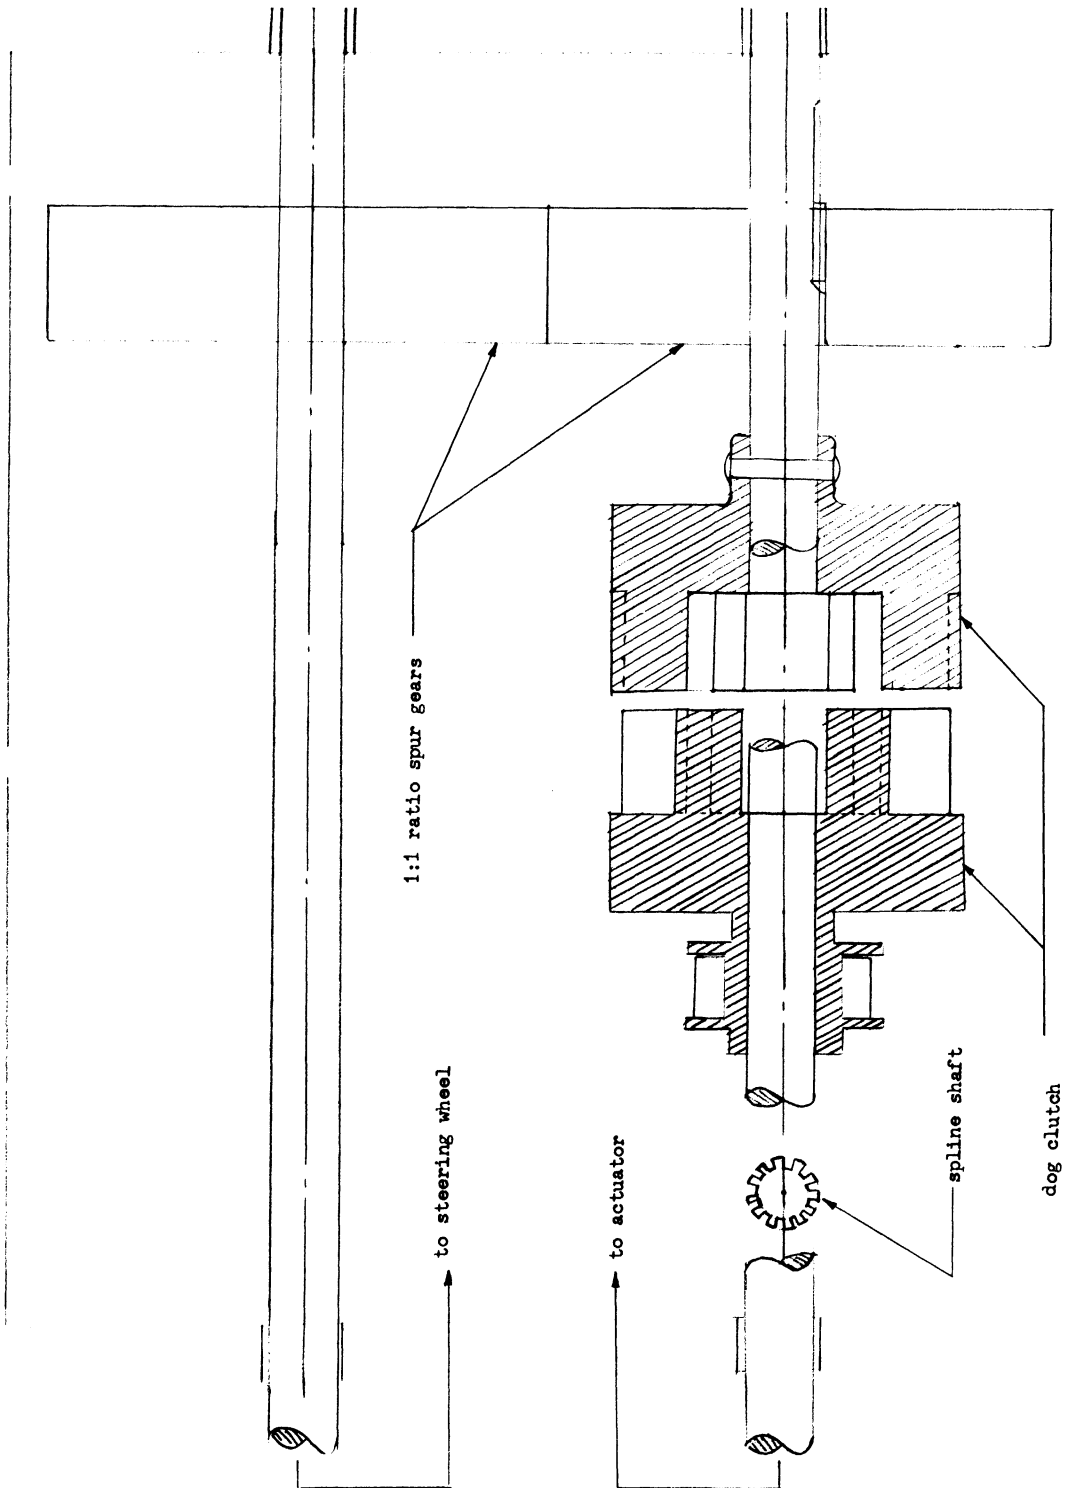 1:1 ratio spur gears
to steering wheel
to actuator
spline shaft
dog clutch